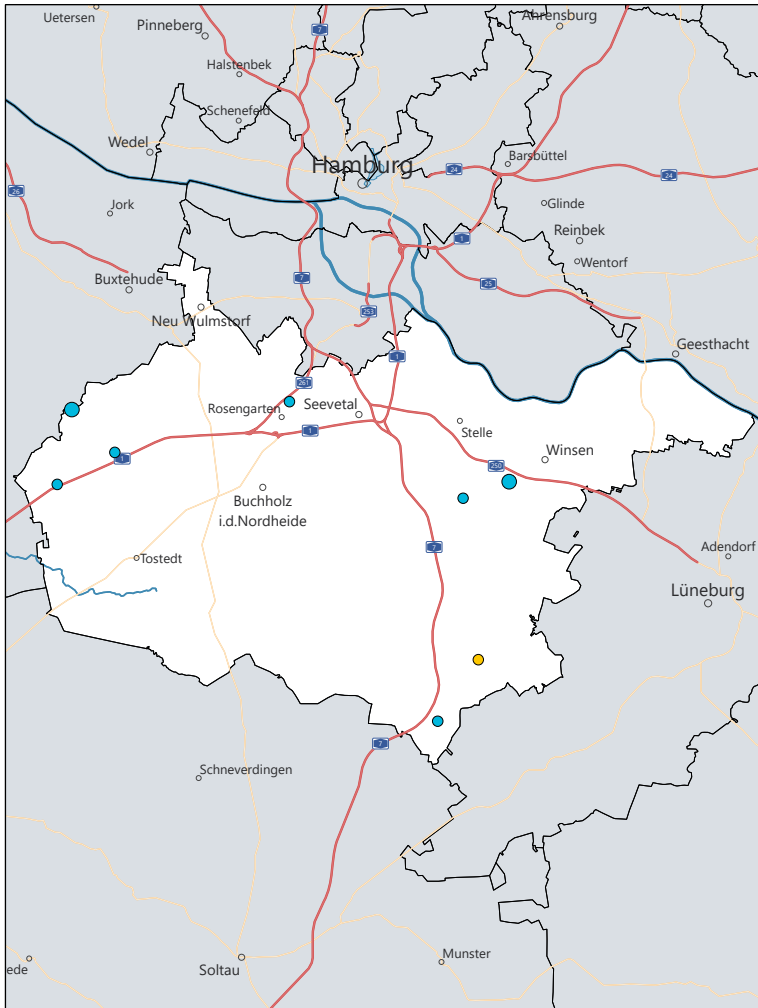 Uetersen
Pinneberg
Ahrensburg
7
Halstenbek
Schenefeld
Wedel
Hamburg
Barsbüttel
24
24
26
Jork
Glinde
Reinbek
1
Wentorf
Buxtehude
7
25
Neu Wulmstorf
253
Geesthacht
1
261
Rosengarten
Seevetal
Stelle
1
1
Winsen
250
Buchholz
i.d.Nordheide
7
Tostedt
Adendorf
Lüneburg
7
Schneverdingen
Munster
Soltau
ede